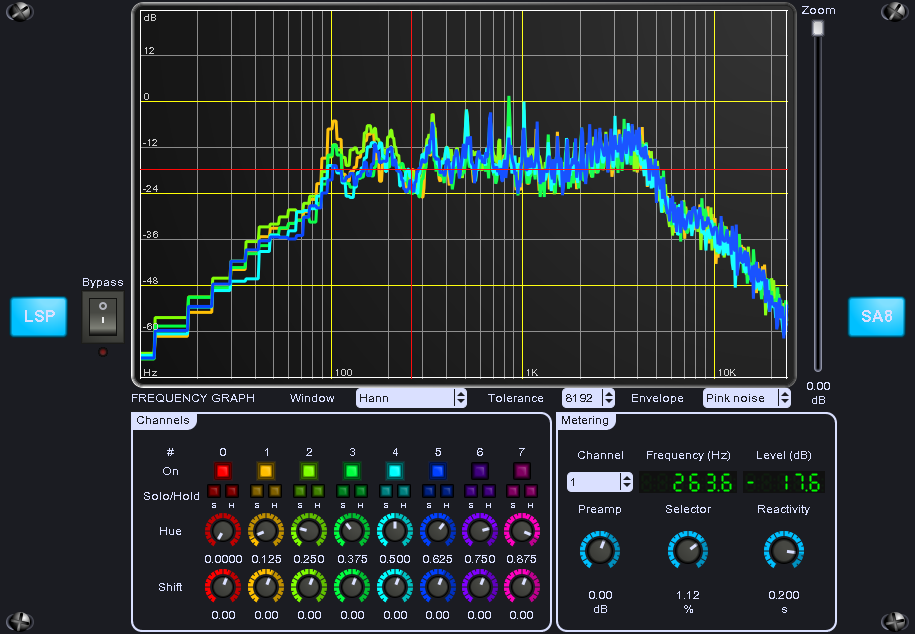 Zoom
dB
12
0
-12
-24
-36
-48
-60
Hz 100 1K 10K
Bypass
LSP
SA8
0.00
dB
FREQUENCY GRAPH Window Hann Tolerance 8192 Envelope Pink noise
Channels
# 0 1 2 3 4 5 6 7
On
Solo/Hold
S H S H S H S H S H S H S H S H
Hue
0.0000 0.125 0.250 0.375 0.500 0.625 0.750 0.875
Shift
0.00 0.00 0.00 0.00 0.00 0.00 0.00 0.00
Metering
Channel Frequency (Hz) Level (dB)
1 263.6 - 17.6
Preamp Selector Reactivity
0.00 1.12 0.200
dB % s